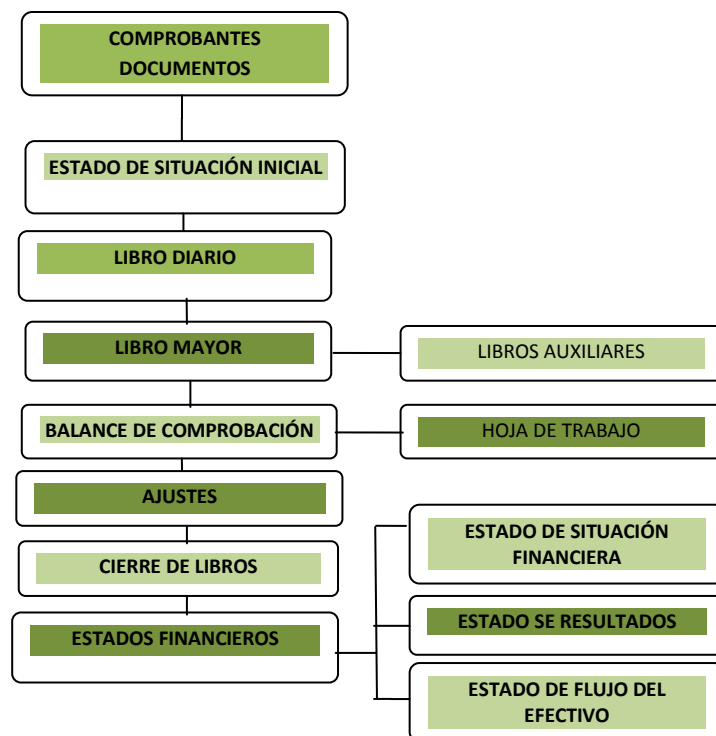 COMPROBANTES
DOCUMENTOS
ESTADO DE SITUACIÓN INICIAL
LIBRO DIARIO
LIBRO MAYOR
LIBROS AUXILIARES
BALANCE DE COMPROBACIÓN
HOJA DE TRABAJO
AJUSTES
CIERRE DE LIBROS
ESTADOS FINANCIEROS
ESTADO DE SITUACIÓN
FINANCIERA
ESTADO SE RESULTADOS
ESTADO DE FLUJO DEL
EFECTIVO